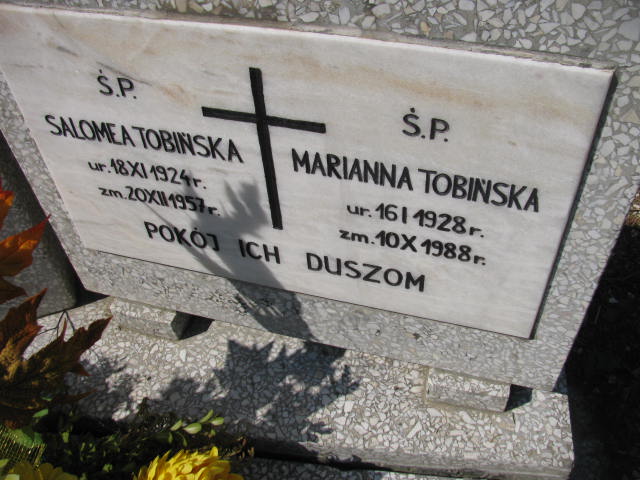 Ś.P.
SALOMEA TOBIŃSKA
ur. 18 XI 1924 r.
zm. 20 XII 1957 r.
Ś.P.
MARIANNA TOBIŃSKA
ur. 16 I 1928 r.
zm. 10 X 1988 r.
POKÓJ ICH DUSZOM